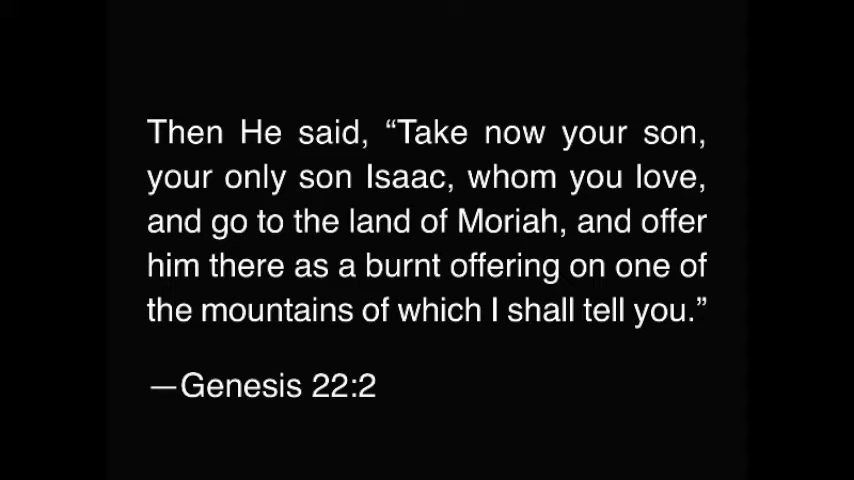 Then He said, “Take now your son,
your only son Isaac, whom you love,
and go to the land of Moriah, and offer
him there as a burnt offering on one of
the mountains of which I shall tell you.”
—Genesis 22:2